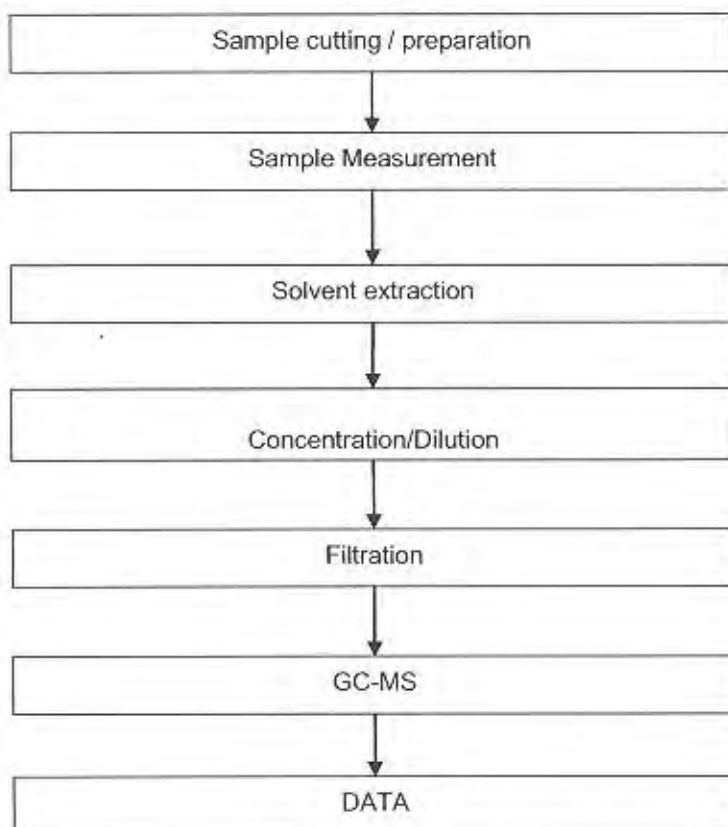 Sample cutting / preparation
Sample Measurement
Solvent extraction
Concentration/Dilution
Filtration
GC-MS
DATA